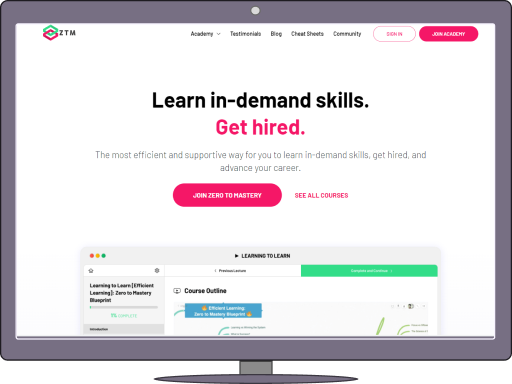 ZTM
Academy
Testimonials
Blog
Cheat Sheets
Community
SIGN IN
JOIN ACADEMY
Learn in-demand skills.
Get hired.
The most efficient and supportive way for you to learn in-demand skills, get hired, and
advance your career.
JOIN ZERO TO MASTERY
SEE ALL COURSES
LEARNING TO LEARN
Previous Lecture
Complete and Continue
Learning to Learn [Efficient
Learning]: Zero to Mastery
Blueprint
COMPLETE
Introduction
Course Outline
Efficient Learning:
Zero to Mastery Blueprint